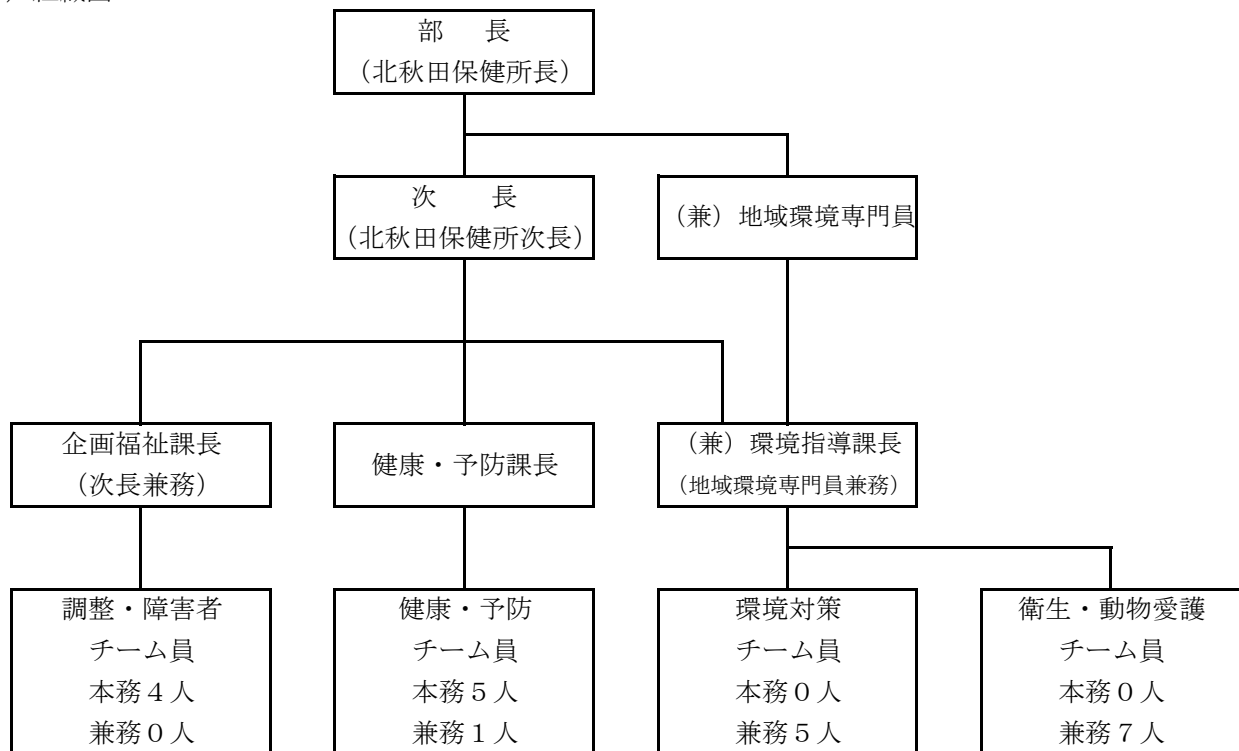 部　長
（北秋田保健所長）
次　長
（北秋田保健所次長）
（兼）地域環境専門員
企画福祉課長
（次長兼務）
健康・予防課長
（兼）環境指導課長
（地域環境専門員兼務）
調整・障害者
チーム員
本務４人
兼務０人
健康・予防
チーム員
本務５人
兼務１人
環境対策
チーム員
本務０人
兼務５人
衛生・動物愛護
チーム員
本務０人
兼務７人